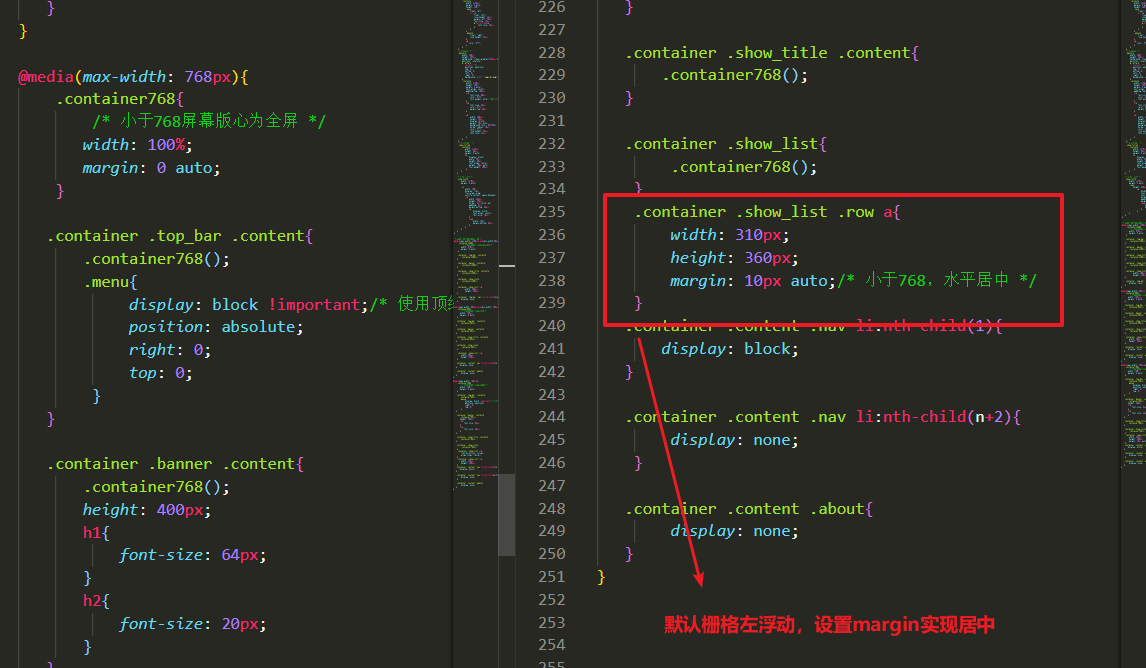 }
}
@media(max-width: 768px){
.container768{
/* 小于768屏幕版心为全屏 */
width: 100%;
margin: 0 auto;
}
.container .top_bar .content{
.container768();
.menu{
display: block !important;/* 使用顶
position: absolute;
right: 0;
top: 0;
}
}
.container .banner .content{
.container768();
height: 400px;
h1{
font-size: 64px;
}
h2{
font-size: 20px;
}
}
226 }
227
228 .container .show_title .content{
229 .container768();
230 }
231
232 .container .show_list{
233 .container768();
234 }
235 .container .show_list .row a{
236 width: 310px;
237 height: 360px;
238 margin: 10px auto;/* 小于768，水平居中 */
239 }
240 .container .content .nav li:nth-child(1){
241 display: block;
242 }
243
244 .container .content .nav li:nth-child(n+2){
245 display: none;
246 }
247
248 .container .content .about{
249 display: none;
250 }
251 }
252
253
254
255
默认栅格左浮动，设置margin实现居中